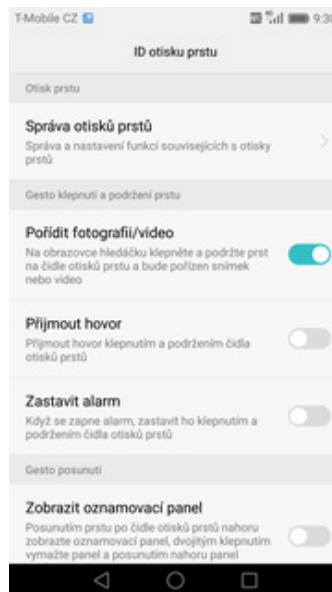 T-Mobile CZ
9:30
ID otisku prstu
Otisk prstu
Správa otisků prstů
Správa a nastavení funkcí souvisejících s otisky
prstů
Gesto klepnutí a podržení prstu
Pořídit fotografii/video
Na obrazovce hledáčku klepněte a podržte prst
na čidle otisků prstu a bude pořízen snímek
nebo video
Přijmout hovor
Přijmout hovor klepnutím a podržením čidla
otisků prstů
Zastavit alarm
Když se zapne alarm, zastavit ho klepnutím a
podržením čidla otisků prstů
Gesto posunutí
Zobrazit oznamovací panel
Posunutím prstu po čidle otisků prstů nahoru
zobrazte oznamovací panel, dvojitým klepnutím
vymažte panel a posunutím nahoru panel